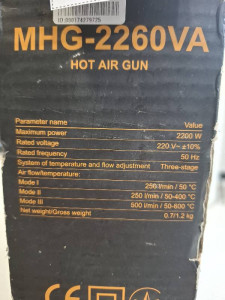 MHG-2260VA
HOT AIR GUN
Parameter name Value
Maximum power 2200 W
Rated voltage 220 V~ ±10%
Rated frequency 50 Hz
System of temperature and flow adjustment Three-stage
Air flow/temperature:
Mode I 250 l/min / 50 °C
Mode II 250 l/min / 50-400 °C
Mode III 500 l/min / 50-600 °C
Net weight/Gross weight 0.7/1.2 kg
CE